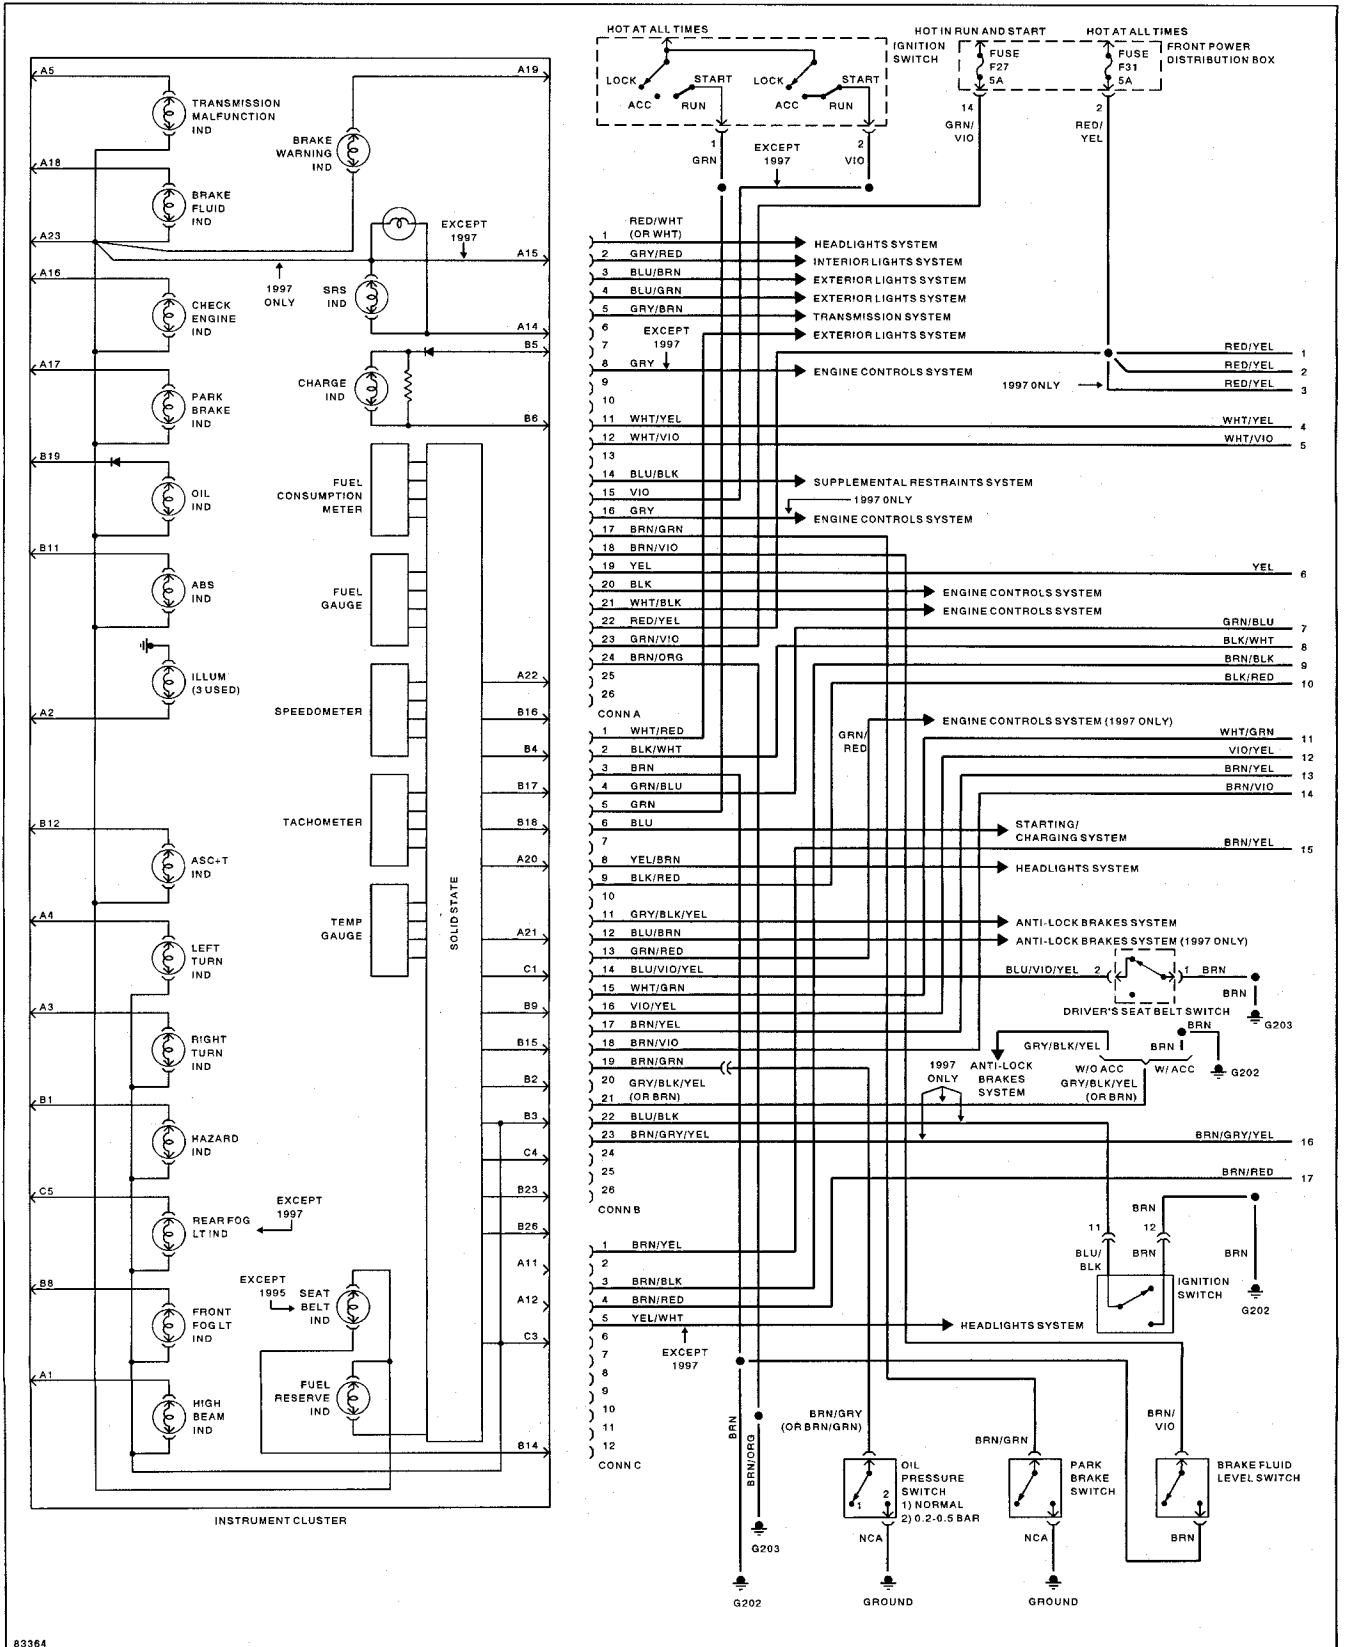 HOT AT ALL TIMES
HOT IN RUN AND START
HOT AT ALL TIMES
IGNITION
SWITCH
FUSE
F27
5A
FUSE
F31
5A
FRONT POWER
DISTRIBUTION BOX
LOCK
START
ACC
RUN
LOCK
START
ACC
RUN
1
GRN
EXCEPT
1997
2
VIO
14
GRN/
VIO
2
RED/
YEL
A5
TRANSMISSION
MALFUNCTION
IND
A18
BRAKE
FLUID
IND
A23
A16
CHECK
ENGINE
IND
A17
PARK
BRAKE
IND
B19
OIL
IND
B11
ABS
IND
ILLUM
(3 USED)
A2
B12
ASC+T
IND
A4
LEFT
TURN
IND
A3
RIGHT
TURN
IND
B1
HAZARD
IND
C5
REAR FOG
LT IND
EXCEPT
1997
B8
FRONT
FOG LT
IND
A1
HIGH
BEAM
IND
A19
BRAKE
WARNING
IND
EXCEPT
1997
A15
1997
ONLY
SRS
IND
A14
B5
CHARGE
IND
B6
FUEL
CONSUMPTION
METER
FUEL
GAUGE
SPEEDOMETER
TACHOMETER
TEMP
GAUGE
SOLID STATE
A22
B16
B4
B17
B18
A20
A21
C1
B9
B15
B2
B3
C4
B23
B26
A11
A12
C3
B14
EXCEPT
1995
SEAT
BELT
IND
FUEL
RESERVE
IND
INSTRUMENT CLUSTER
1 RED/WHT
(OR WHT) HEADLIGHTS SYSTEM
2 GRY/RED INTERIOR LIGHTS SYSTEM
3 BLU/BRN EXTERIOR LIGHTS SYSTEM
4 BLU/GRN EXTERIOR LIGHTS SYSTEM
5 GRY/BRN TRANSMISSION SYSTEM
6 EXTERIOR LIGHTS SYSTEM
EXCEPT
1997
7
8 GRY ENGINE CONTROLS SYSTEM
9
10
11 WHT/YEL
12 WHT/VIO
13
14 BLU/BLK SUPPLEMENTAL RESTRAINTS SYSTEM
15 VIO
1997 ONLY
16 GRY ENGINE CONTROLS SYSTEM
17 BRN/GRN
18 BRN/VIO
19 YEL
20 BLK ENGINE CONTROLS SYSTEM
21 WHT/BLK ENGINE CONTROLS SYSTEM
22 RED/YEL
23 GRN/VIO
24 BRN/ORG
25
26
CONN A
RED/YEL 1
RED/YEL 2
1997 ONLY
RED/YEL 3
WHT/YEL 4
WHT/VIO 5
YEL 6
GRN/BLU 7
BLK/WHT 8
BRN/BLK 9
BLK/RED 10
ENGINE CONTROLS SYSTEM (1997 ONLY)
GRN/
RED
WHT/GRN 11
VIO/YEL 12
BRN/YEL 13
BRN/VIO 14
BRN/YEL 15
1 WHT/RED
2 BLK/WHT
3 BRN
4 GRN/BLU
5 GRN
6 BLU STARTING/
CHARGING SYSTEM
7
8 YEL/BRN HEADLIGHTS SYSTEM
9 BLK/RED
10
11 GRY/BLK/YEL ANTI-LOCK BRAKES SYSTEM
12 BLU/BRN ANTI-LOCK BRAKES SYSTEM (1997 ONLY)
13 GRN/RED
14 BLU/VIO/YEL
15 WHT/GRN
16 VIO/YEL
17 BRN/YEL
18 BRN/VIO
19 BRN/GRN
20 GRY/BLK/YEL
21 (OR BRN)
22 BLU/BLK
23 BRN/GRY/YEL
24
25
26
CONN B
BLU/VIO/YEL 2
1 BRN
BRN
G203
DRIVER'S SEAT BELT SWITCH
GRY/BLK/YEL
BRN
BRN
1997
ONLY
ANTI-LOCK
BRAKES
SYSTEM
W/O ACC
W/ ACC
GRY/BLK/YEL
(OR BRN)
G202
BRN/GRY/YEL 16
BRN/RED 17
BRN
11
12
BLU/
BLK
BRN
BRN
IGNITION
SWITCH
G202
1 BRN/YEL
2
3 BRN/BLK
4 BRN/RED
5 YEL/WHT HEADLIGHTS SYSTEM
6
EXCEPT
1997
7
8
9
10
11
12
CONN C
BRN
BRN/ORG
BRN/GRY
(OR BRN/GRN)
BRN/GRN
BRN/
VIO
1
2
OIL
PRESSURE
SWITCH
1) NORMAL
2) 0.2-0.5 BAR
PARK
BRAKE
SWITCH
BRAKE FLUID
LEVEL SWITCH
NCA
NCA
BRN
G203
G202
GROUND
GROUND
83364